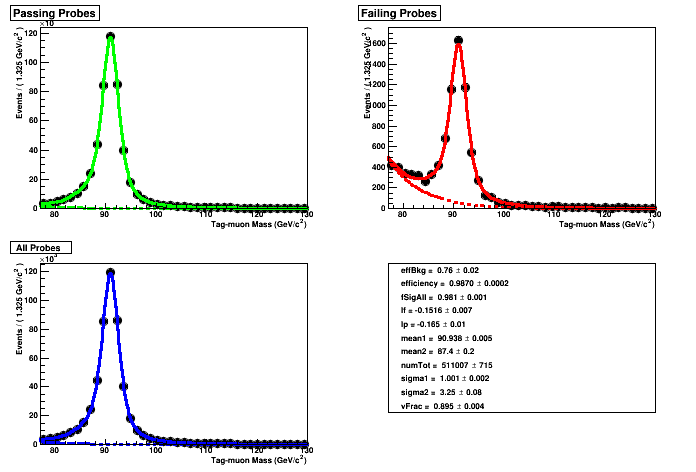 Passing Probes
×10³
Events / ( 1.325 GeV/c² )
120
100
80
60
40
20
0
80 90 100 110 120 130
Tag-muon Mass (GeV/c²)
Failing Probes
Events / ( 1.325 GeV/c² )
1600
1400
1200
1000
800
600
400
200
0
80 90 100 110 120 130
Tag-muon Mass (GeV/c²)
All Probes
×10³
Events / ( 1.325 GeV/c² )
120
100
80
60
40
20
0
80 90 100 110 120 130
Tag-muon Mass (GeV/c²)
effBkg = 0.76 ± 0.02
efficiency = 0.9870 ± 0.0002
fSigAll = 0.981 ± 0.001
lf = -0.1516 ± 0.007
lp = -0.165 ± 0.01
mean1 = 90.938 ± 0.005
mean2 = 87.4 ± 0.2
numTot = 511007 ± 715
sigma1 = 1.001 ± 0.002
sigma2 = 3.25 ± 0.08
vFrac = 0.895 ± 0.004